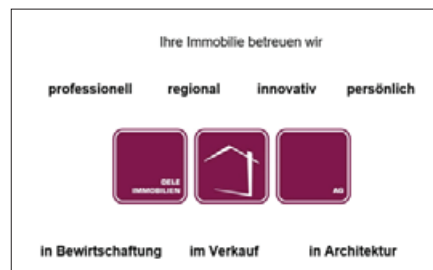 Ihre Immobilie betreuen wir
professionell regional innovativ persönlich
GELE
IMMOBILIEN
AG
in Bewirtschaftung im Verkauf in Architektur